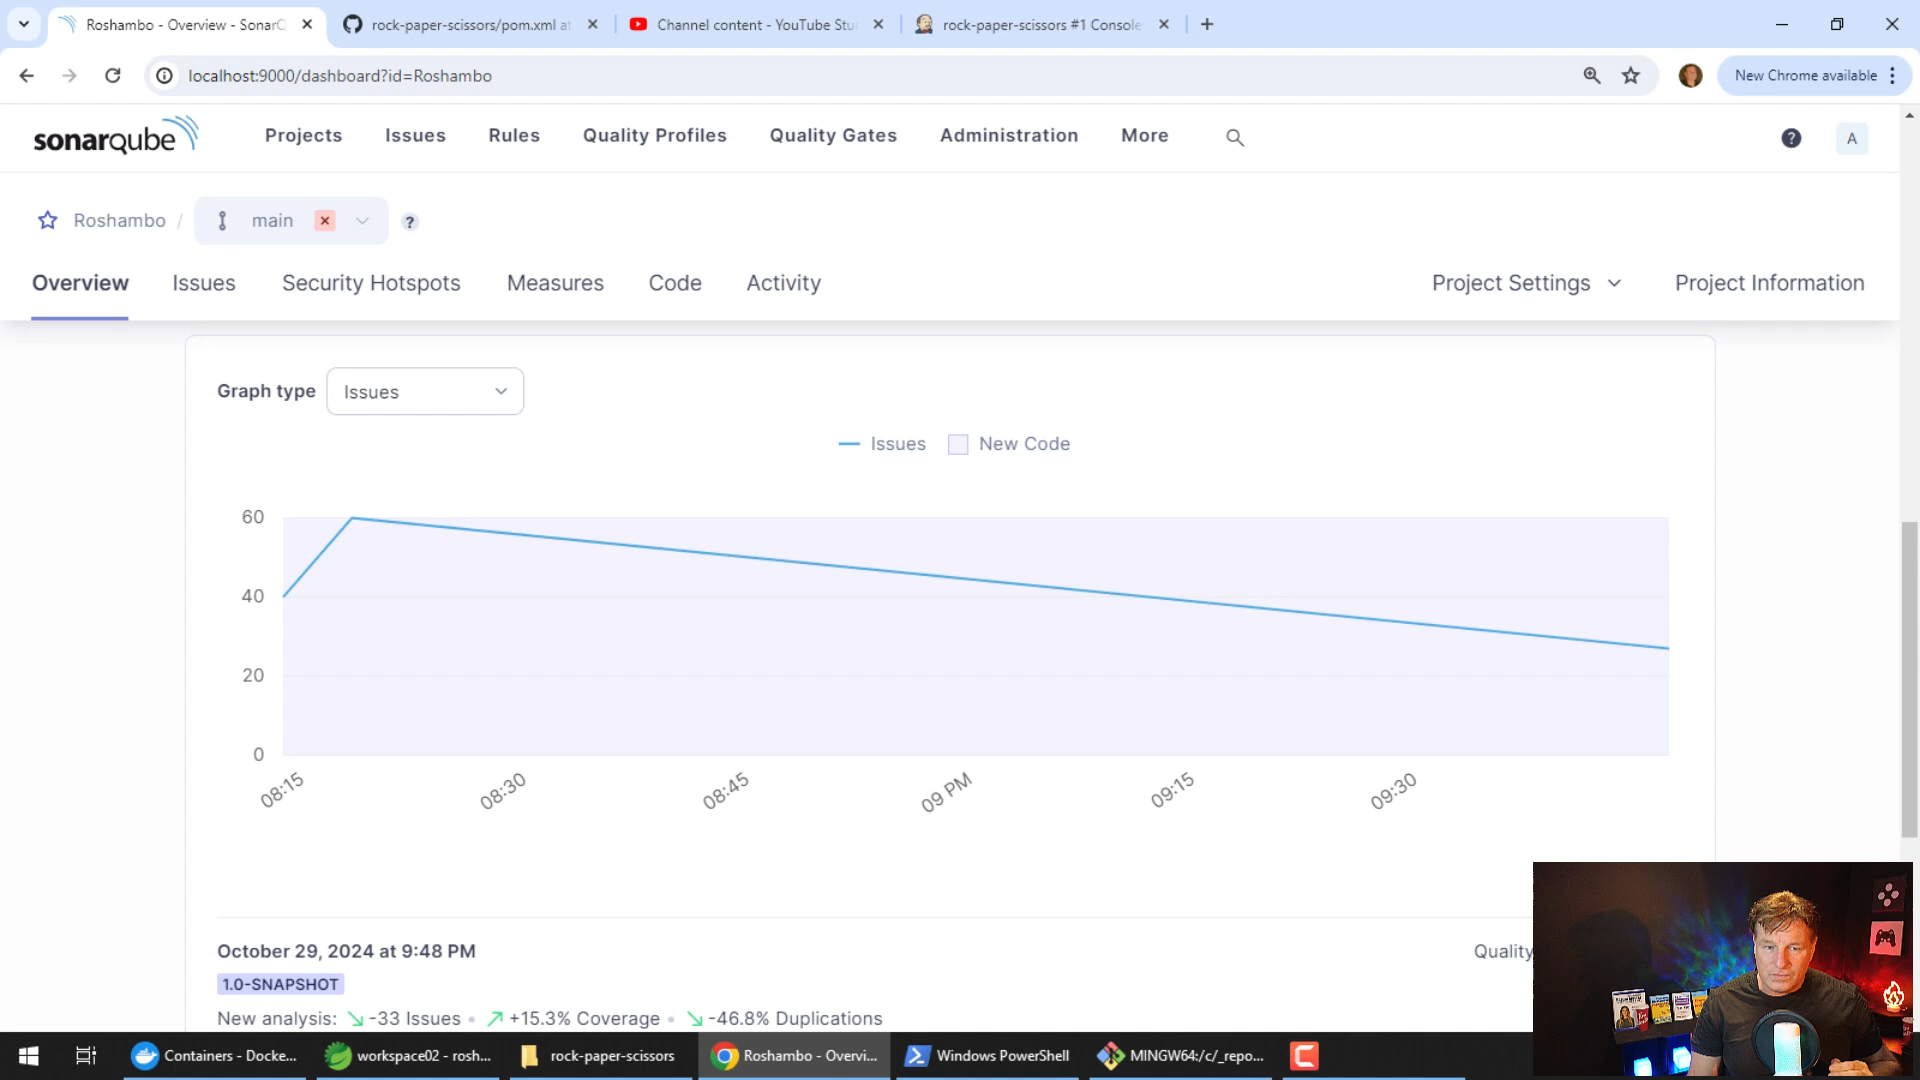 Roshambo - Overview - SonarQ
rock-paper-scissors/pom.xml at
Channel content - YouTube Stu
rock-paper-scissors #1 Console
localhost:9000/dashboard?id=Roshambo
New Chrome available
sonarqube
Projects
Issues
Rules
Quality Profiles
Quality Gates
Administration
More
A
Roshambo /
main
Overview
Issues
Security Hotspots
Measures
Code
Activity
Project Settings
Project Information
Graph type
Issues
Issues
New Code
60
40
20
0
08:15
08:30
08:45
09 PM
09:15
09:30
October 29, 2024 at 9:48 PM
Quality
1.0-SNAPSHOT
New analysis: -33 Issues • +15.3% Coverage • -46.8% Duplications
Containers - Docke...
workspace02 - rosh...
rock-paper-scissors
Roshambo - Overvi...
Windows PowerShell
MINGW64:/c/_repo...